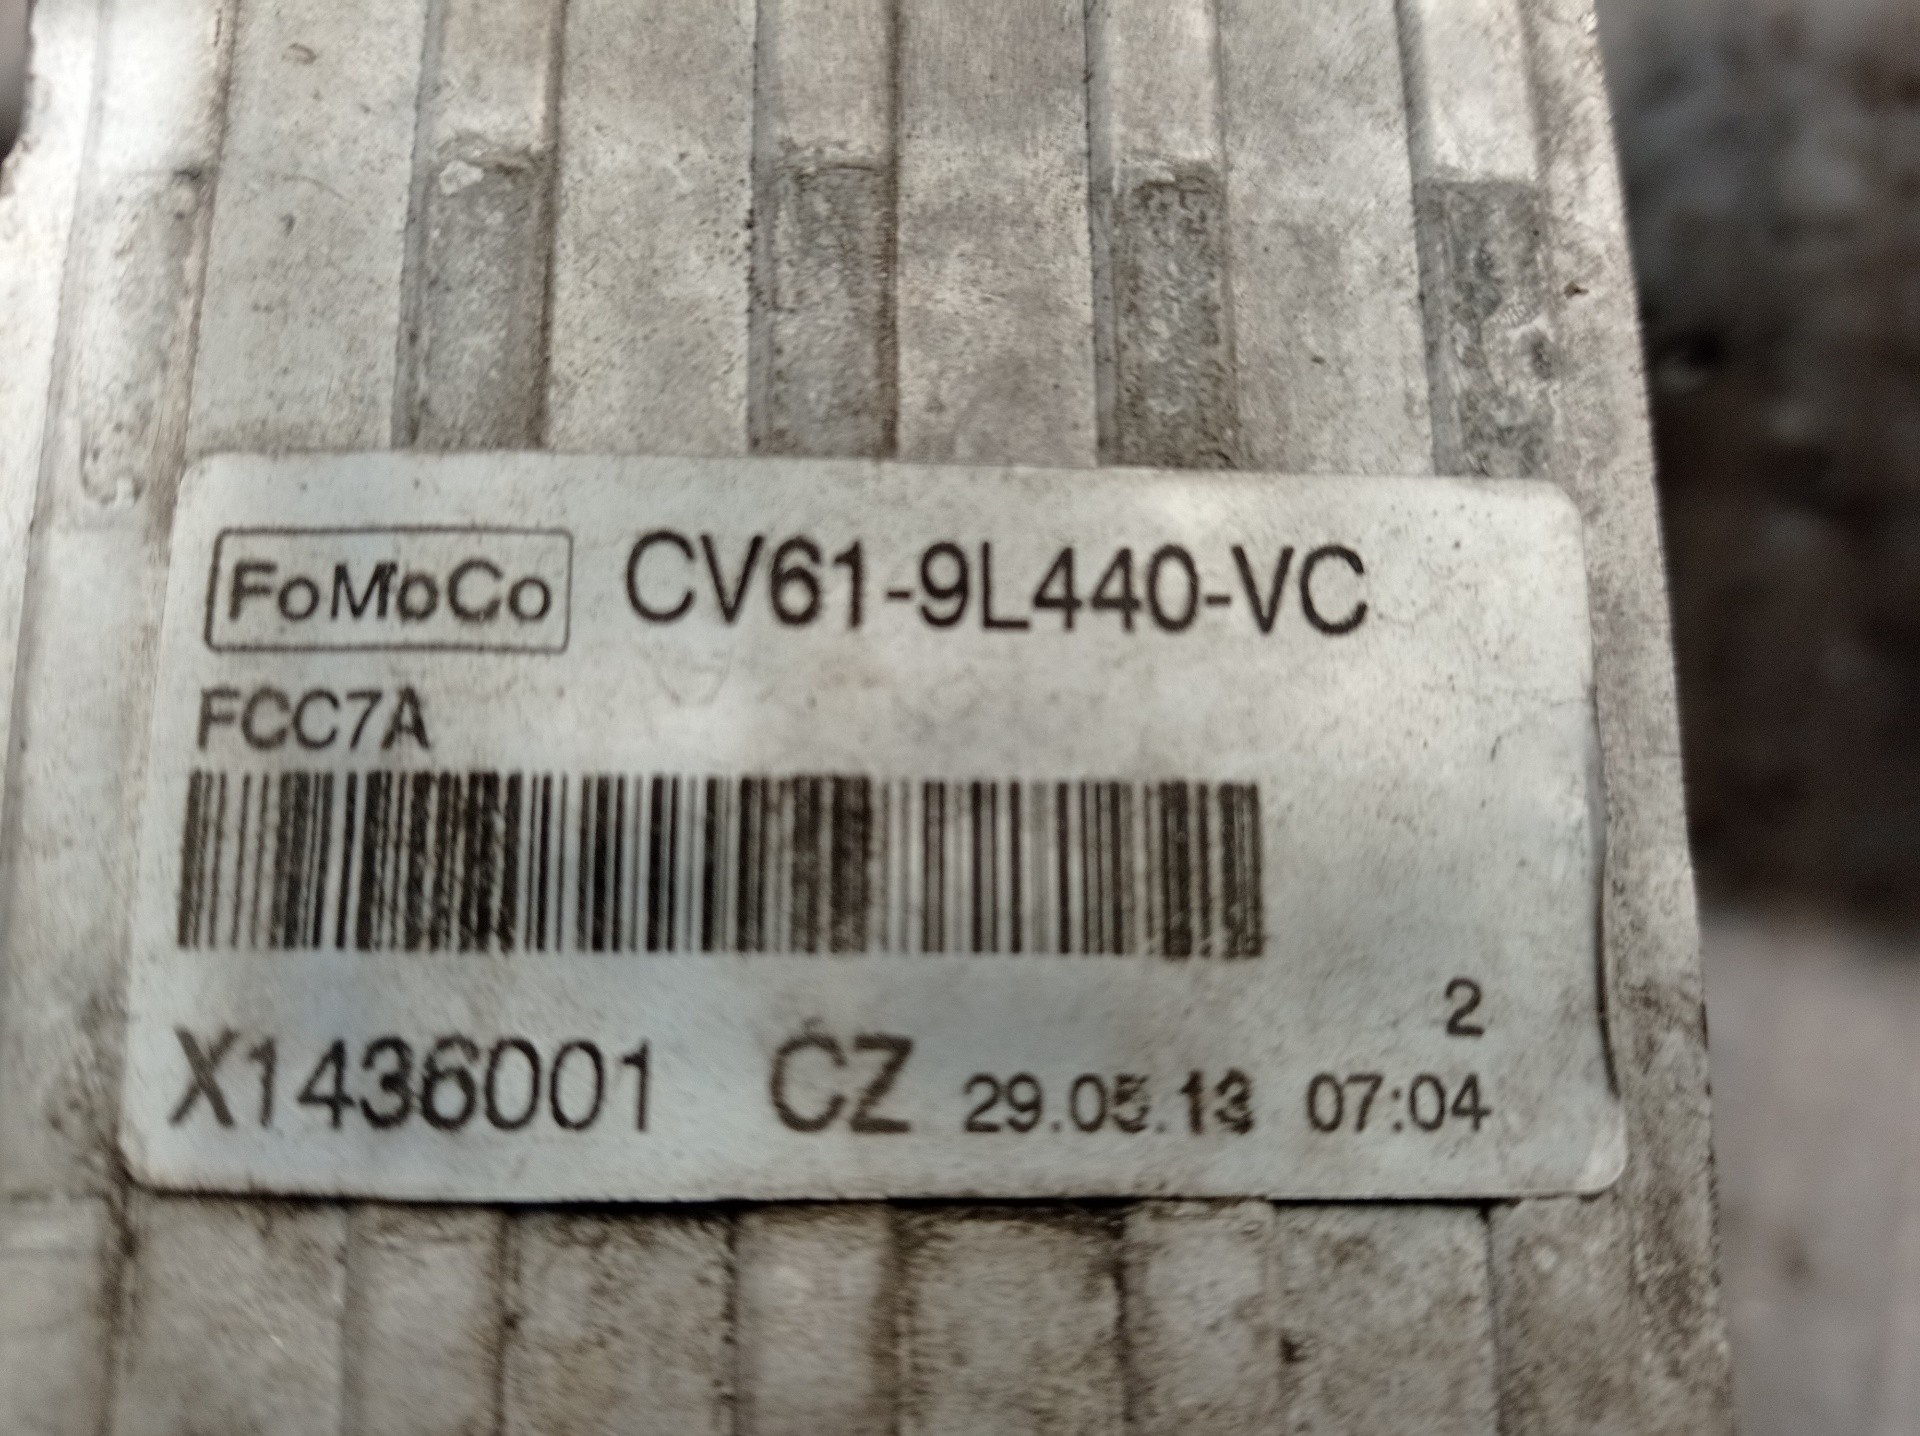 FoMoCo CV61-9L440-VC
FCC7A
2
X1436001 CZ 29.05.13 07:04